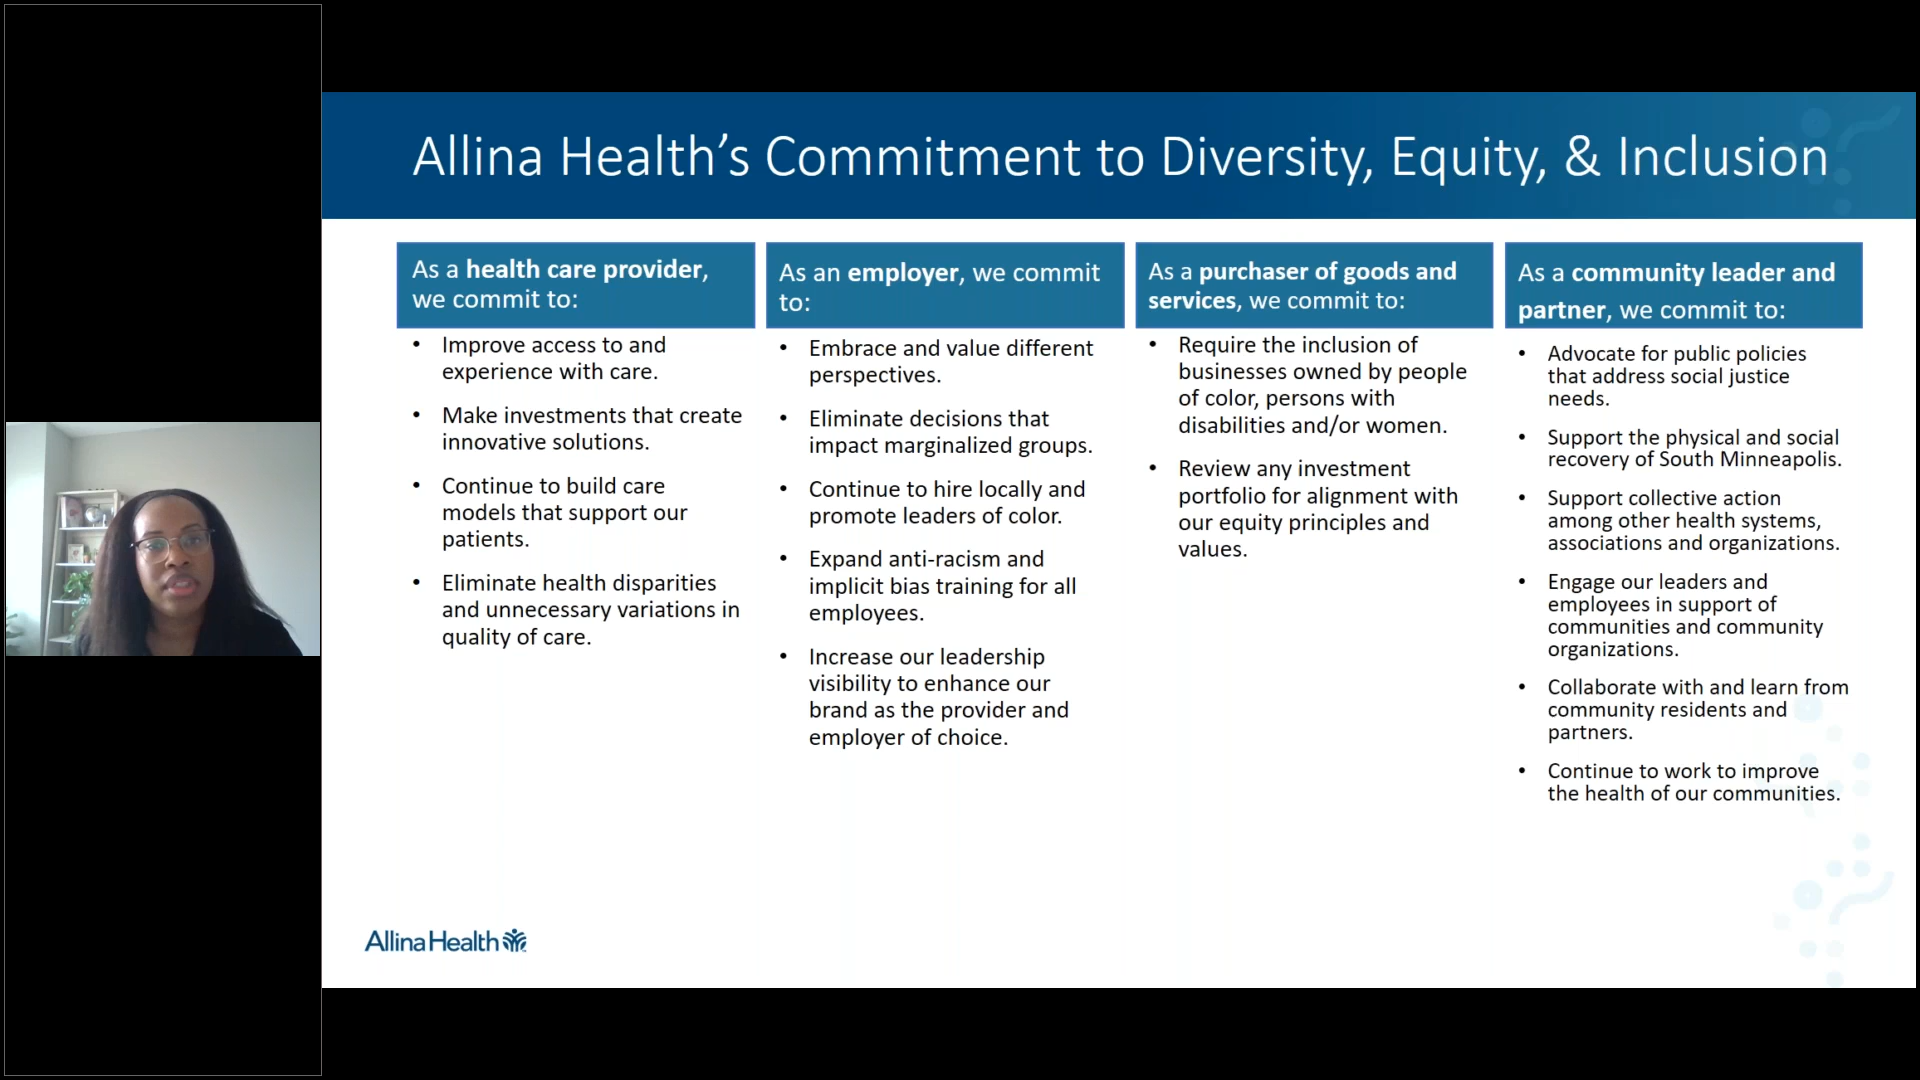 Allina Health’s Commitment to Diversity, Equity, & Inclusion
As a health care provider,
we commit to:
• Improve access to and
experience with care.
• Make investments that create
innovative solutions.
• Continue to build care
models that support our
patients.
• Eliminate health disparities
and unnecessary variations in
quality of care.
As an employer, we commit
to:
• Embrace and value different
perspectives.
• Eliminate decisions that
impact marginalized groups.
• Continue to hire locally and
promote leaders of color.
• Expand anti-racism and
implicit bias training for all
employees.
• Increase our leadership
visibility to enhance our
brand as the provider and
employer of choice.
As a purchaser of goods and
services, we commit to:
• Require the inclusion of
businesses owned by people
of color, persons with
disabilities and/or women.
• Review any investment
portfolio for alignment with
our equity principles and
values.
As a community leader and
partner, we commit to:
• Advocate for public policies
that address social justice
needs.
• Support the physical and social
recovery of South Minneapolis.
• Support collective action
among other health systems,
associations and organizations.
• Engage our leaders and
employees in support of
communities and community
organizations.
• Collaborate with and learn from
community residents and
partners.
• Continue to work to improve
the health of our communities.
Allina Health